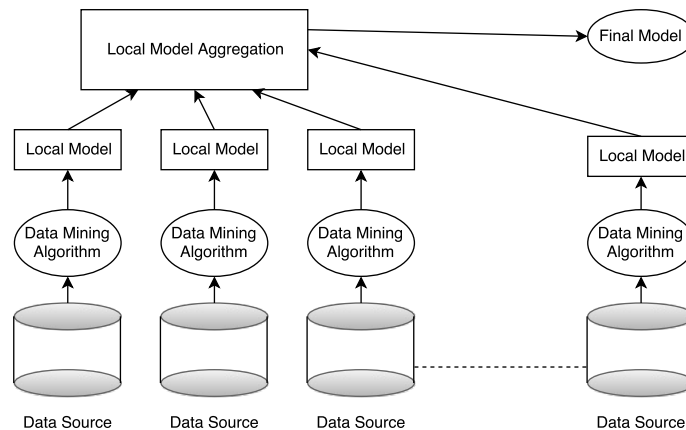 Local Model Aggregation
Final Model
Local Model
Local Model
Local Model
Local Model
Data Mining
Algorithm
Data Mining
Algorithm
Data Mining
Algorithm
Data Mining
Algorithm
Data Source
Data Source
Data Source
Data Source